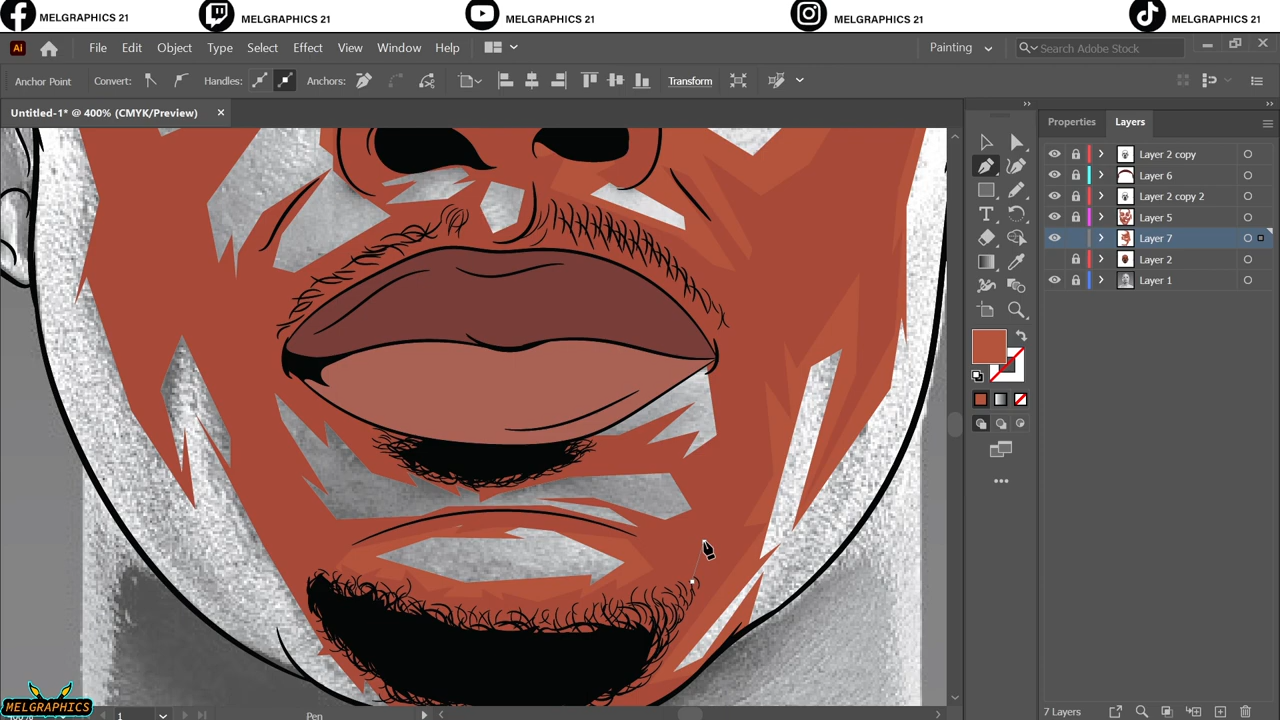 MELGRAPHICS 21
MELGRAPHICS 21
MELGRAPHICS 21
MELGRAPHICS 21
MELGRAPHICS 21
Ai File Edit Object Type Select Effect View Window Help Painting Search Adobe Stock
Anchor Point Convert: Handles: Anchors: Transform
Untitled-1* @ 400% (CMYK/Preview)
Properties Layers
Layer 2 copy
Layer 6
Layer 2 copy 2
Layer 5
Layer 7
Layer 2
Layer 1
MELGRAPHICS
1 Pen
7 Layers